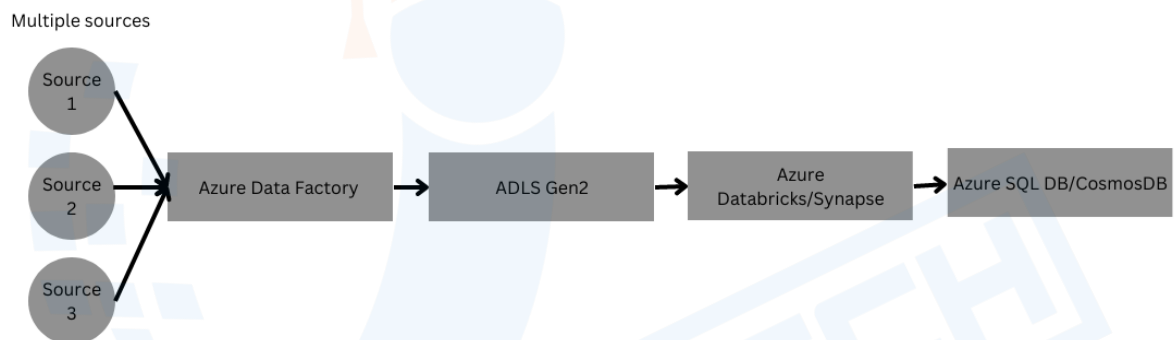 Multiple sources
Source
1
Source
2
Source
3
Azure Data Factory
ADLS Gen2
Azure
Databricks/Synapse
Azure SQL DB/CosmosDB